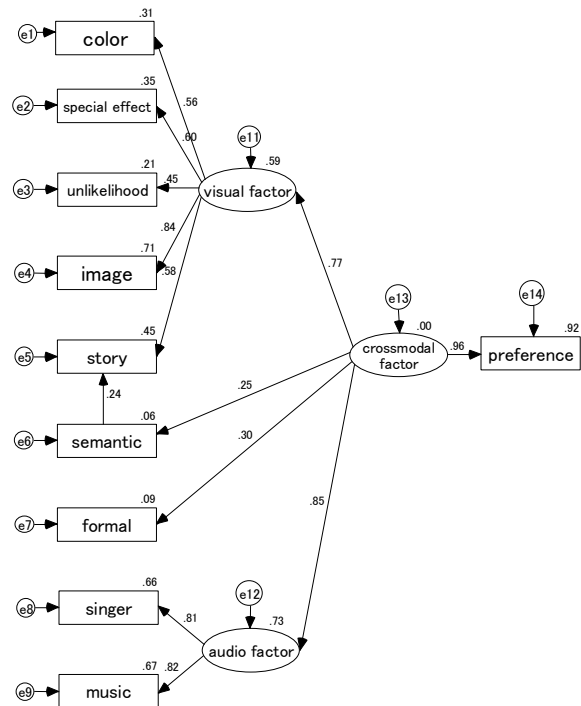 .31
e1
color
.35
e2
special effect
.56
.60
e11
.59
.21
e3
unlikelihood
.45
visual factor
.84
.71
e4
image
.58
.77
e13
e14
.00
.92
.45
e5
story
crossmodal
factor
.96
preference
.24
.25
.06
e6
semantic
.30
.09
e7
formal
.85
.66
e8
singer
e12
.73
.81
audio factor
.67
.82
e9
music